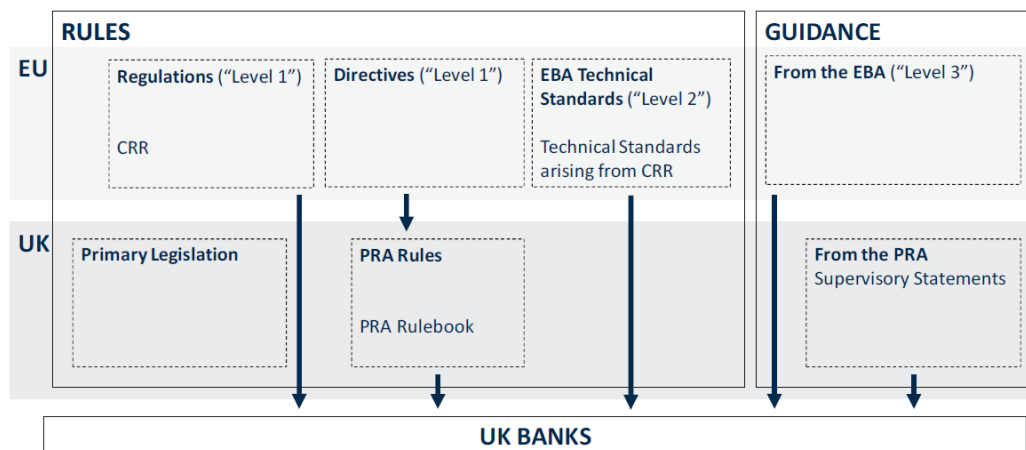 RULES
GUIDANCE
EU
Regulations (“Level 1”)
CRR
Directives (“Level 1”)
EBA Technical
Standards (“Level 2”)
Technical Standards
arising from CRR
From the EBA (“Level 3”)
UK
Primary Legislation
PRA Rules
PRA Rulebook
From the PRA
Supervisory Statements
UK BANKS